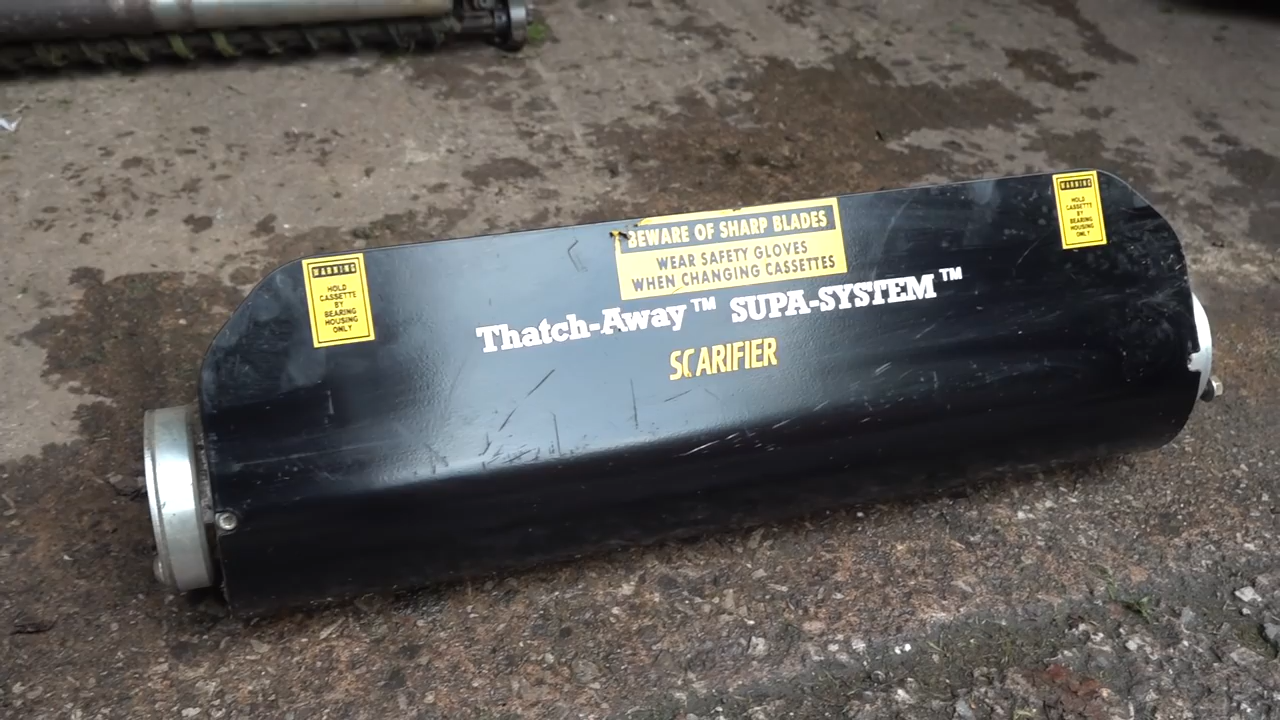 BEWARE OF SHARP BLADES
WEAR SAFETY GLOVES
WHEN CHANGING CASSETTES
Thatch-Away™ SUPA-SYSTEM™
SCARIFIER
WARNING
HOLD
CASSETTE
BY
BEARING
HOUSING
ONLY
WARNING
HOLD
CASSETTE
BY
BEARING
HOUSING
ONLY